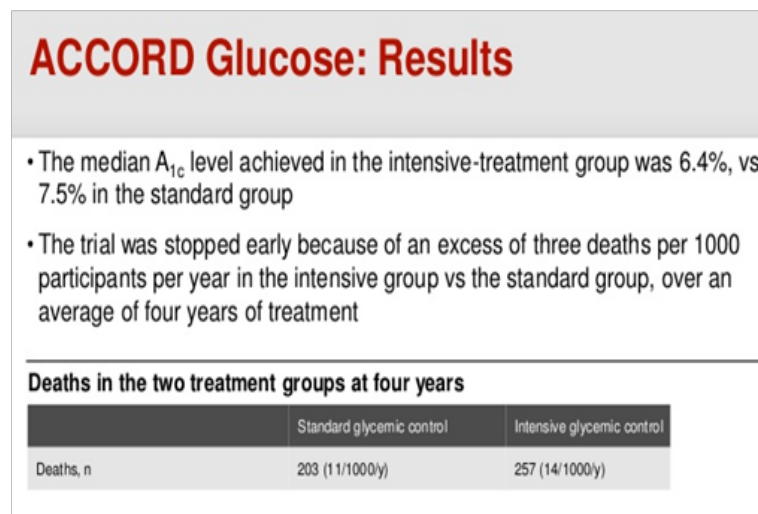 ACCORD Glucose: Results
• The median A1c level achieved in the intensive-treatment group was 6.4%, vs
7.5% in the standard group
• The trial was stopped early because of an excess of three deaths per 1000
participants per year in the intensive group vs the standard group, over an
average of four years of treatment
Deaths in the two treatment groups at four years
Standard glycemic control Intensive glycemic control
Deaths, n 203 (11/1000/y) 257 (14/1000/y)